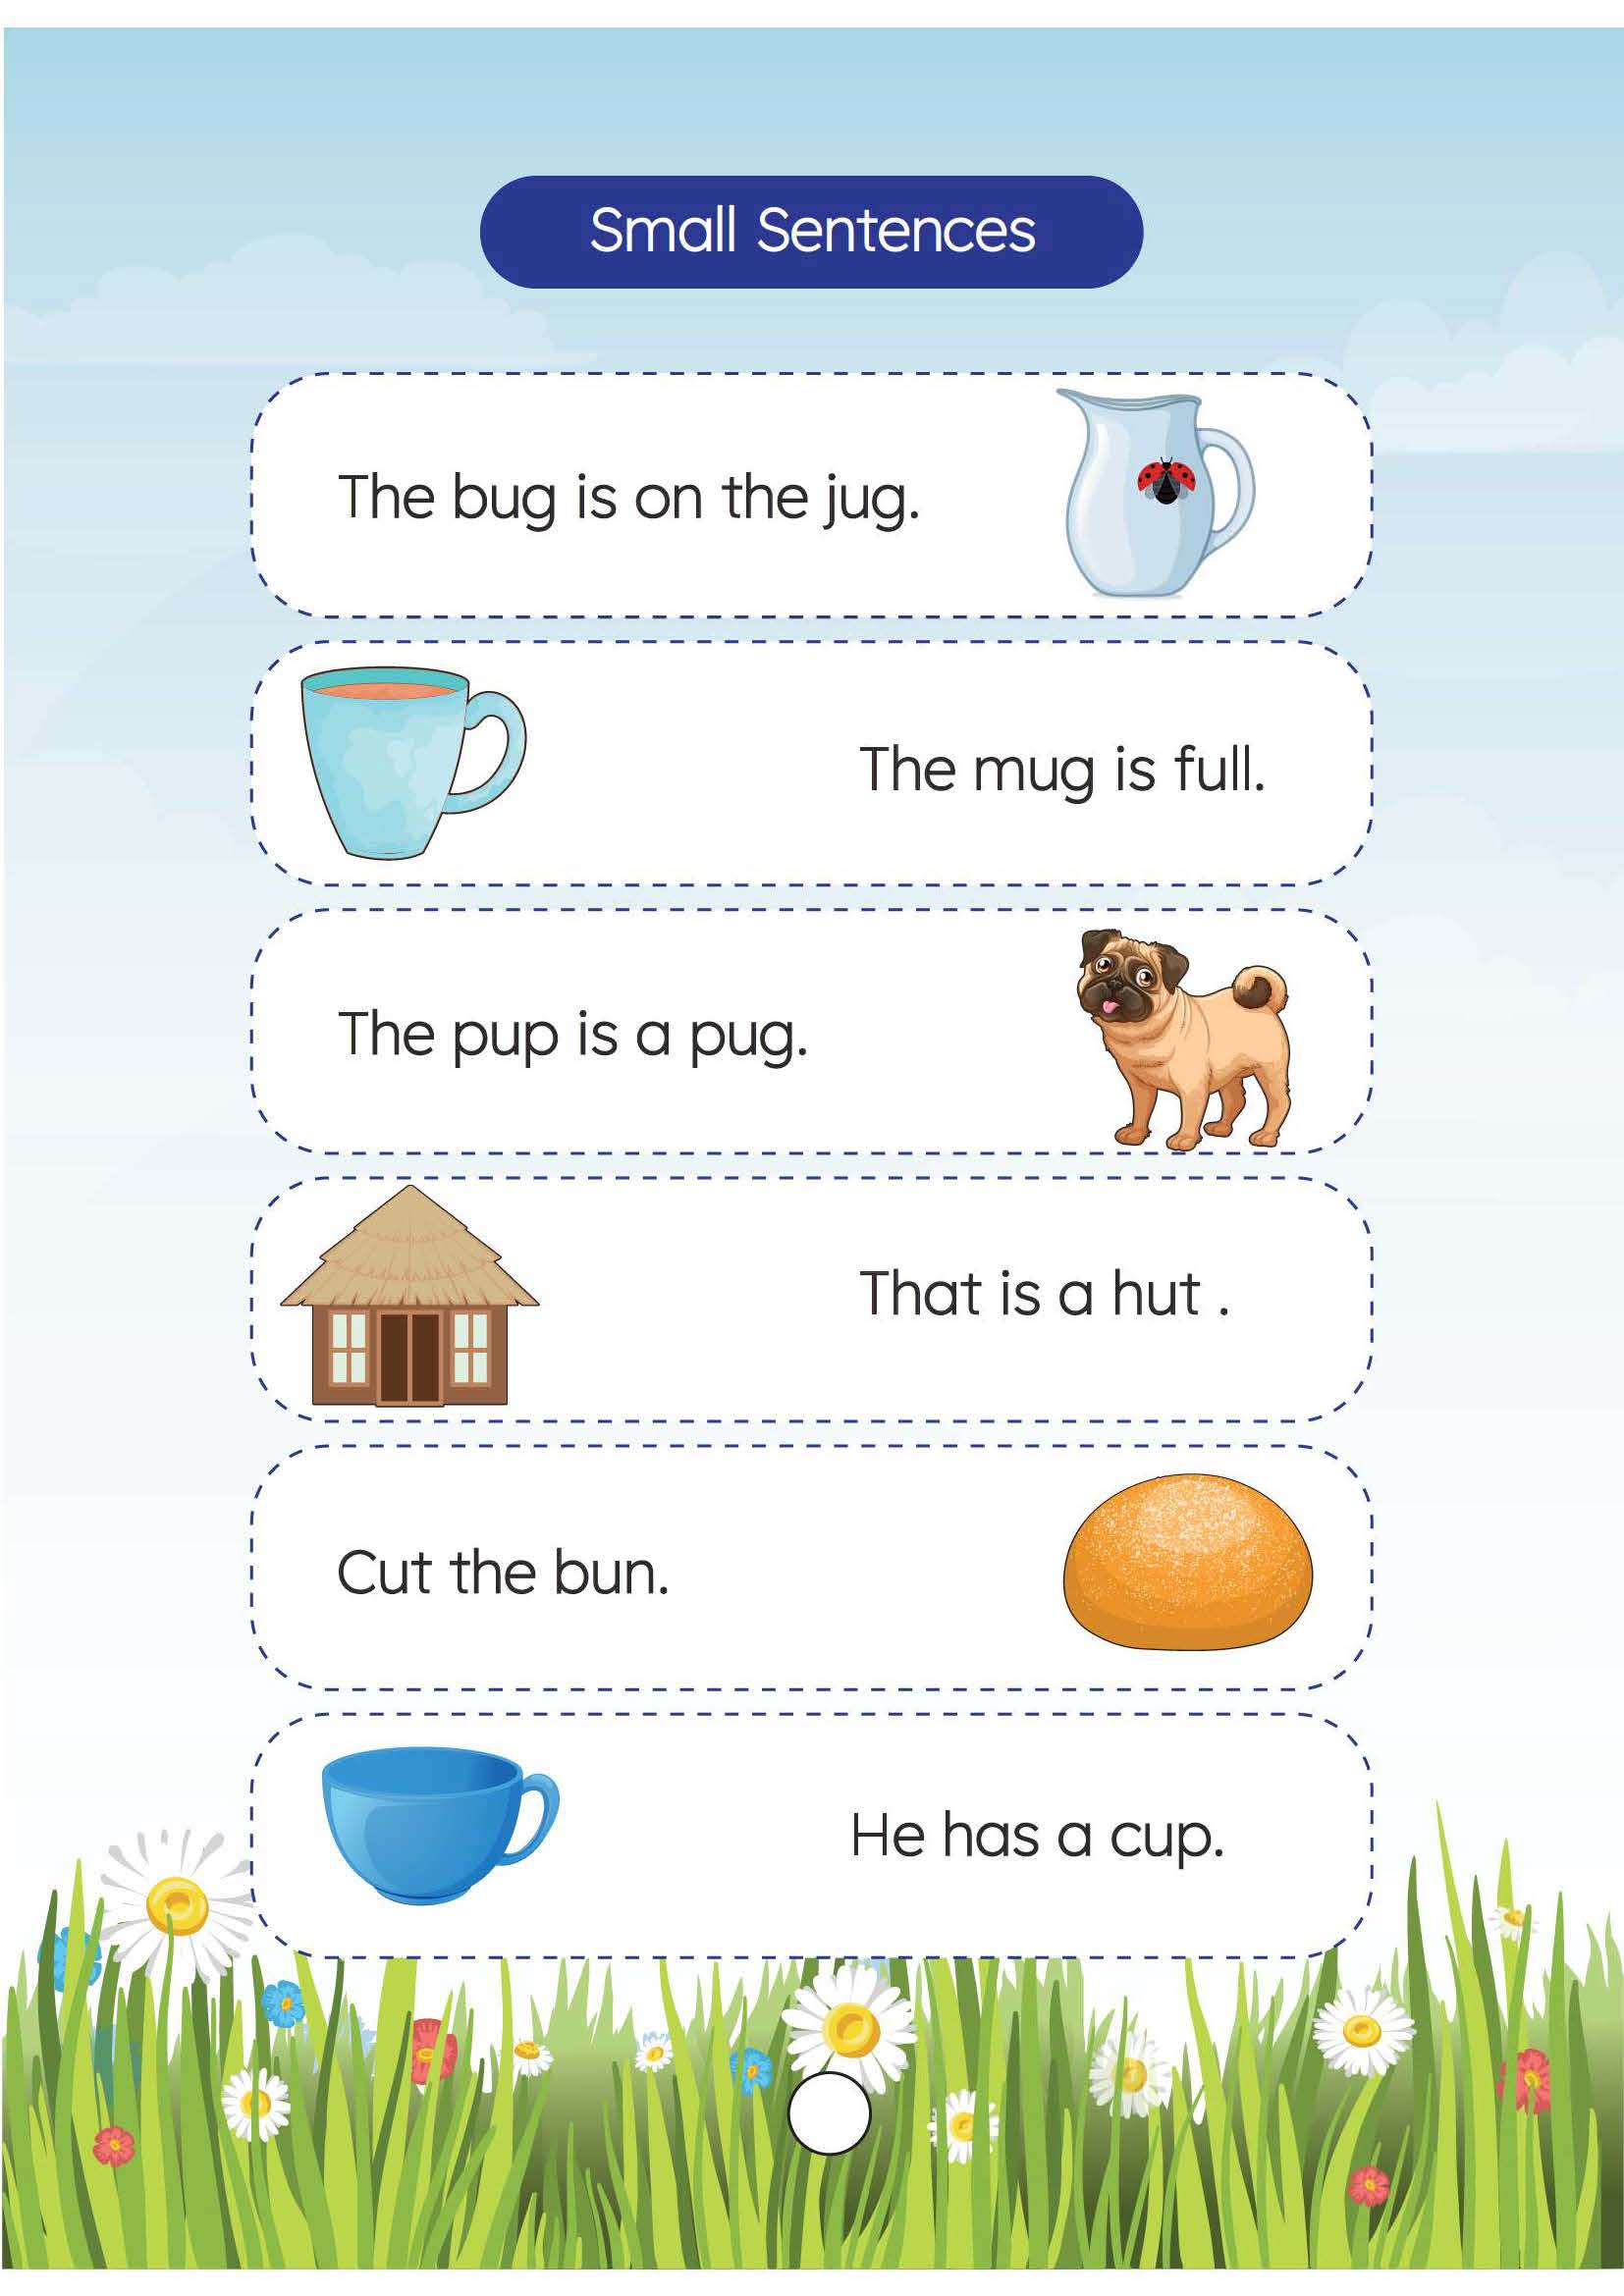 Small Sentences
The bug is on the jug.
The mug is full.
The pup is a pug.
That is a hut .
Cut the bun.
He has a cup.